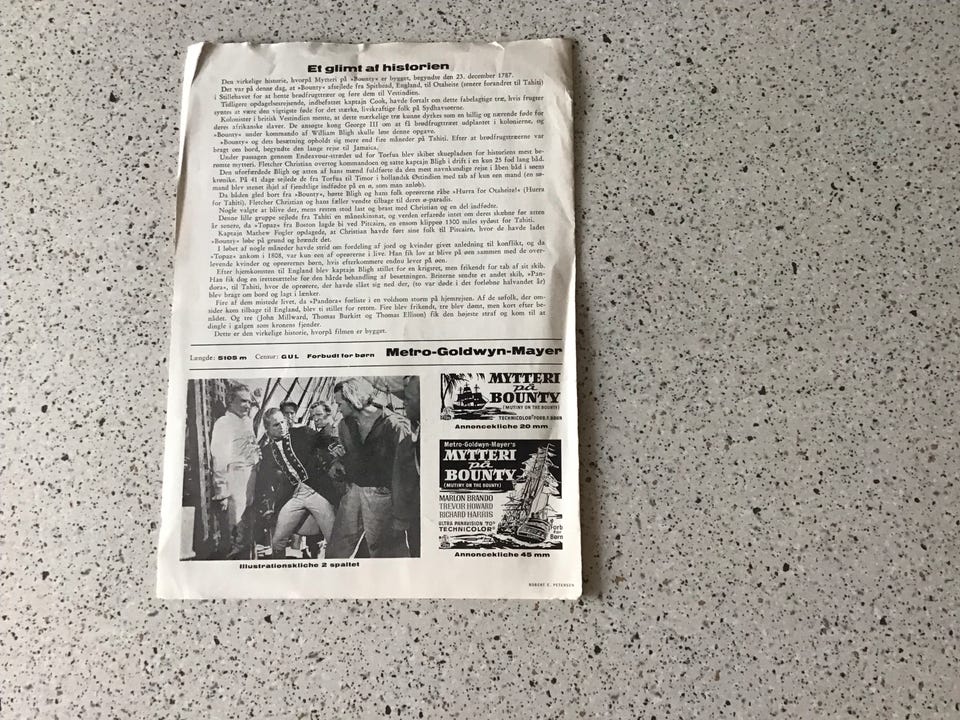 Et glimt af historien
Den virkelige historie, hvorpå Mytteri på »Bounty« er bygget, begyndte den 23. december 1787.
Det var på denne dag, at »Bounty« afsejlede fra Spithead, England, til Otaheite (senere forandret til Tahiti)
i Stillehavet for at hente brødfrugttræer og føre dem til Vestindien.
Tidligere opdagelsesrejsende, indbefattet kaptajn Cook, havde fortalt om dette fabelagtige træ, hvis frugter
syntes at være den vigtigste føde for det stærke, livskraftige folk på Sydhavsøerne.
Kolonister i britisk Vestindien mente, at dette mærkelige træ kunne dyrkes som en billig og nærende føde for
deres afrikanske slaver. De ansøgte kong George III om at få brødfrugttræer udplantet i kolonierne, og
»Bounty« under kommando af William Bligh skulle løse denne opgave.
»Bounty« og dets besætning opholdt sig mere end fire måneder på Tahiti. Efter at brødfrugttræerne var
bragt om bord, begyndte den lange rejse til Jamaica.
Under passagen gennem Endeavour-strædet ud for Torfua blev skibet skuepladsen for historiens mest be-
rømte mytteri. Fletcher Christian overtog kommandoen og satte kaptajn Bligh i drift i en kun 25 fod lang båd.
Den uforfærdede Bligh og atten af hans mænd fuldførte da den mest navnkundige rejse i åben båd i søens
krønike. På 41 dage sejlede de fra Torfua til Timor i hollandsk Østindien med tab af kun een mand (en sø-
mand blev stenet ihjel af fjendtlige indfødte på en ø, som man anløb).
Da båden gled bort fra »Bounty«, hørte Bligh og hans folk oprørerne råbe »Hurra for Otaheite!« (Hurra
for Tahiti). Fletcher Christian og hans fæller vendte tilbage til deres ø-paradis.
Nogle valgte at blive der, mens resten stod last og brast med Christian og en del indfødte.
Denne lille gruppe sejlede fra Tahiti en måneskinsnat, og verden erfarede intet om deres skæbne før atten
år senere, da »Topaz« fra Boston lagde bi ved Pitcairn, en ensom klippeø 1300 miles sydøst for Tahiti.
Kaptajn Mathew Fogler opdagede, at Christian havde ført sine folk til Pitcairn, hvor de havde ladet
»Bounty« løbe på grund og brændt det.
I løbet af nogle måneder havde strid om fordeling af jord og kvinder givet anledning til konflikt, og da
»Topaz« ankom i 1808, var kun een af oprørerne i live. Han fik lov at blive på øen sammen med de over-
levende kvinder og oprørernes børn, hvis efterkommere endnu lever på øen.
Efter hjemkomsten til England blev kaptajn Bligh stillet for en krigsret, men frikendt for tab af sit skib.
Han fik dog en irettesættelse for den hårde behandling af besætningen. Briterne sendte et andet skib, »Pan-
dora«, til Tahiti, hvor de oprørere, der havde slået sig ned der, (to var døde i det forløbne halvandet år)
blev bragt om bord og lagt i lænker.
Fire af dem mistede livet, da »Pandora« forliste i en voldsom storm på hjemrejsen. Af de søfolk, der om-
sider kom tilbage til England, blev ti stillet for retten. Fire blev frikendt, tre blev dømt, men kort efter be-
nådet. Og tre (John Millward, Thomas Burkitt og Thomas Ellison) fik den højeste straf og kom til at
dingle i galgen som kronens fjender.
Dette er den virkelige historie, hvorpå filmen er bygget.
Længde: 5105 m Censur: GUL Forbudt for børn Metro-Goldwyn-Mayer
MYTTERI
på
BOUNTY
(MUTINY ON THE BOUNTY)
TECHNICOLOR® FORB. F. BØRN
Annoncekliche 20 mm
Metro-Goldwyn-Mayer's
MYTTERI
på
BOUNTY
(MUTINY ON THE BOUNTY)
MARLON BRANDO
TREVOR HOWARD
RICHARD HARRIS
ULTRA PANAVISION 70®
TECHNICOLOR®
Forb
for
Børn
Annoncekliche 45 mm
Illustrationskliche 2 spaltet
ROBERT E. PETERSEN